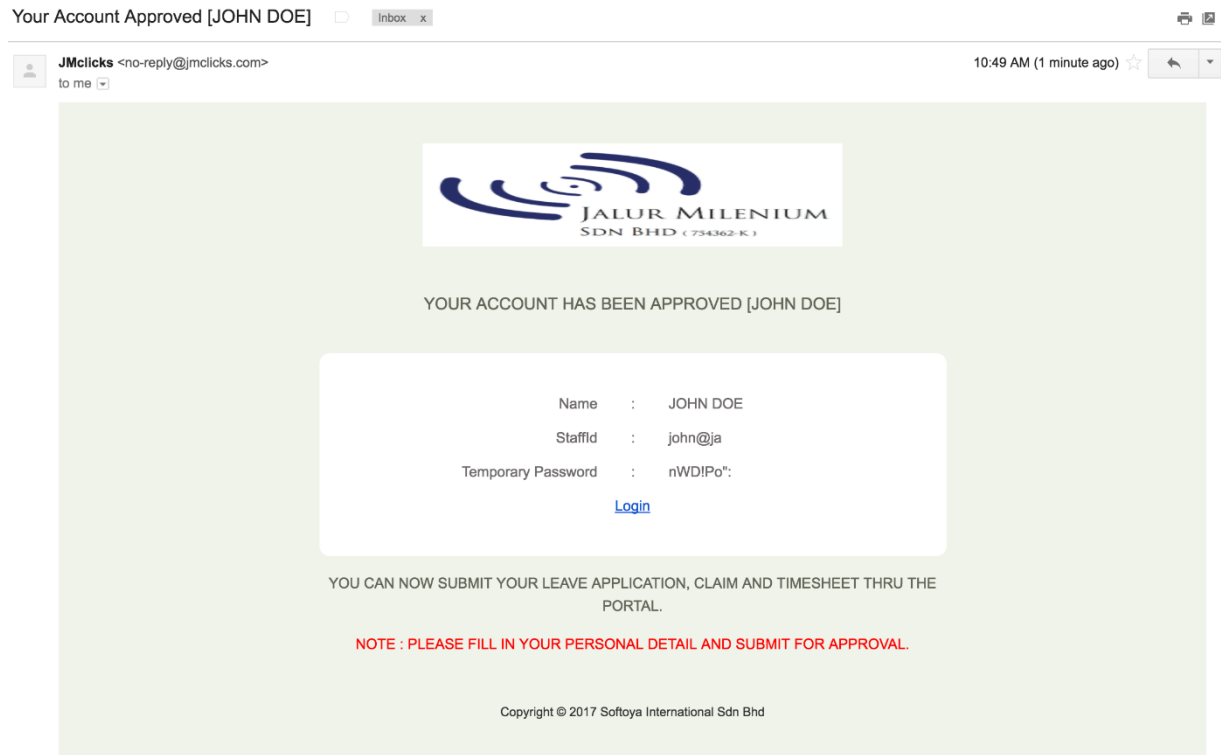 Your Account Approved [JOHN DOE] Inbox x
JMclicks <no-reply@jmclicks.com> 10:49 AM (1 minute ago)
to me
JALUR MILENIUM
SDN BHD ( 754362-K )
YOUR ACCOUNT HAS BEEN APPROVED [JOHN DOE]
Name : JOHN DOE
StaffId : john@ja
Temporary Password : nWD!Po":
Login
YOU CAN NOW SUBMIT YOUR LEAVE APPLICATION, CLAIM AND TIMESHEET THRU THE
PORTAL.
NOTE : PLEASE FILL IN YOUR PERSONAL DETAIL AND SUBMIT FOR APPROVAL.
Copyright © 2017 Softoya International Sdn Bhd